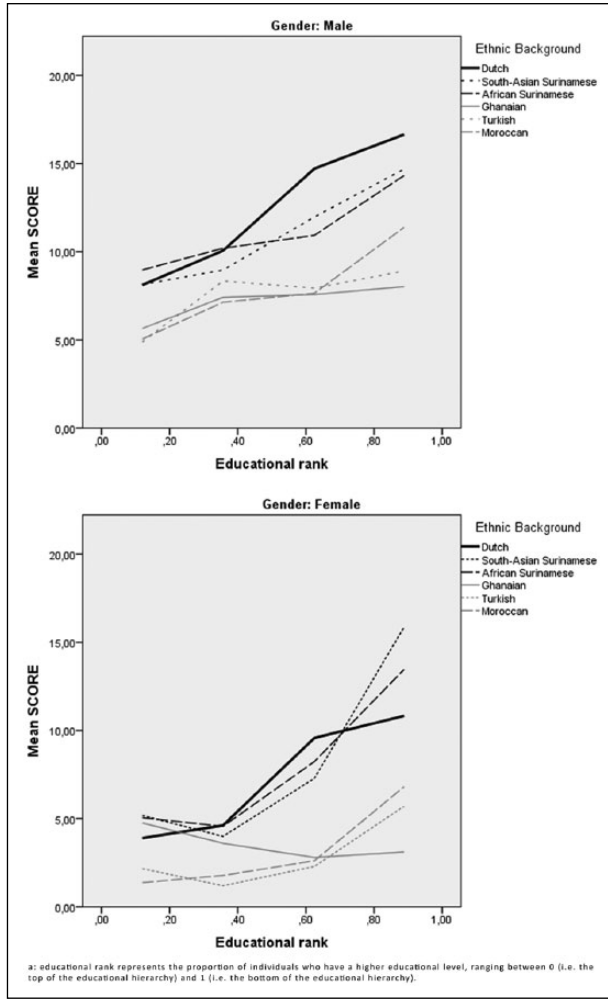 Gender: Male
Ethnic Background
Dutch
South-Asian Surinamese
African Surinamese
Ghanaian
Turkish
Moroccan
20,00
15,00
10,00
5,00
0,00
Mean SCORE
,00 ,20 ,40 ,60 ,80 1,00
Educational rank
Gender: Female
Ethnic Background
Dutch
South-Asian Surinamese
African Surinamese
Ghanaian
Turkish
Moroccan
20,00
15,00
10,00
5,00
0,00
Mean SCORE
,00 ,20 ,40 ,60 ,80 1,00
Educational rank
a: educational rank represents the proportion of individuals who have a higher educational level, ranging between 0 (i.e. the
top of the educational hierarchy) and 1 (i.e. the bottom of the educational hierarchy).